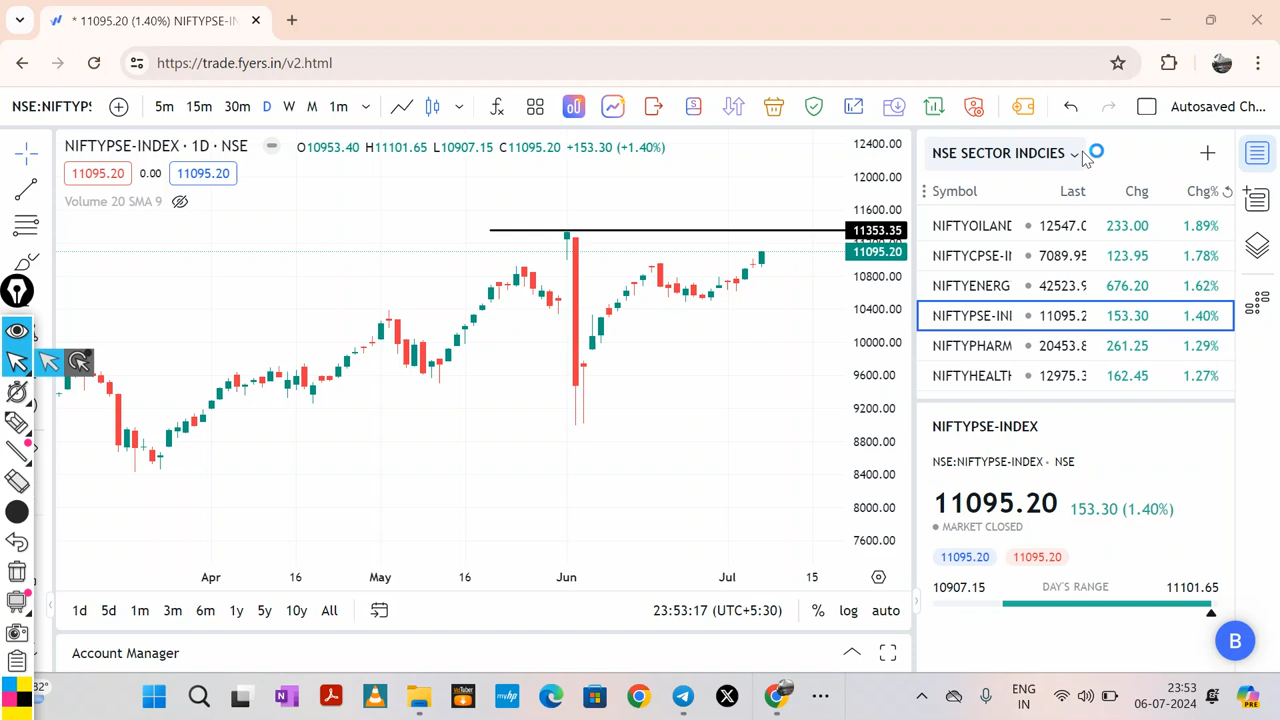 * 11095.20 (1.40%) NIFTYPSE-IN
https://trade.fyers.in/v2.html
NSE:NIFTYP! 5m 15m 30m D W M 1m Autosaved Ch...
NIFTYPSE-INDEX · 1D · NSE O10953.40 H11101.65 L10907.15 C11095.20 +153.30 (+1.40%)
11095.20 0.00 11095.20
Volume 20 SMA 9
12400.00
12000.00
11600.00
11353.35
11095.20
10800.00
10400.00
10000.00
9600.00
9200.00
8800.00
8400.00
8000.00
7600.00
Apr 16 May 16 Jun Jul 15
1d 5d 1m 3m 6m 1y 5y 10y All 23:53:17 (UTC+5:30) % log auto
Account Manager
NSE SECTOR INDCIES
Symbol Last Chg Chg%
NIFTYOILAND 12547.0 233.00 1.89%
NIFTYCPSE-I 7089.95 123.95 1.78%
NIFTYENERG 42523.9 676.20 1.62%
NIFTYPSE-INI 11095.2 153.30 1.40%
NIFTYPHARM 20453.8 261.25 1.29%
NIFTYHEALTH 12975.3 162.45 1.27%
NIFTYPSE-INDEX
NSE:NIFTYPSE-INDEX · NSE
11095.20 153.30 (1.40%)
MARKET CLOSED
11095.20 11095.20
10907.15 DAY'S RANGE 11101.65
B
32°
myhp
ENG
IN
23:53
06-07-2024
PRE